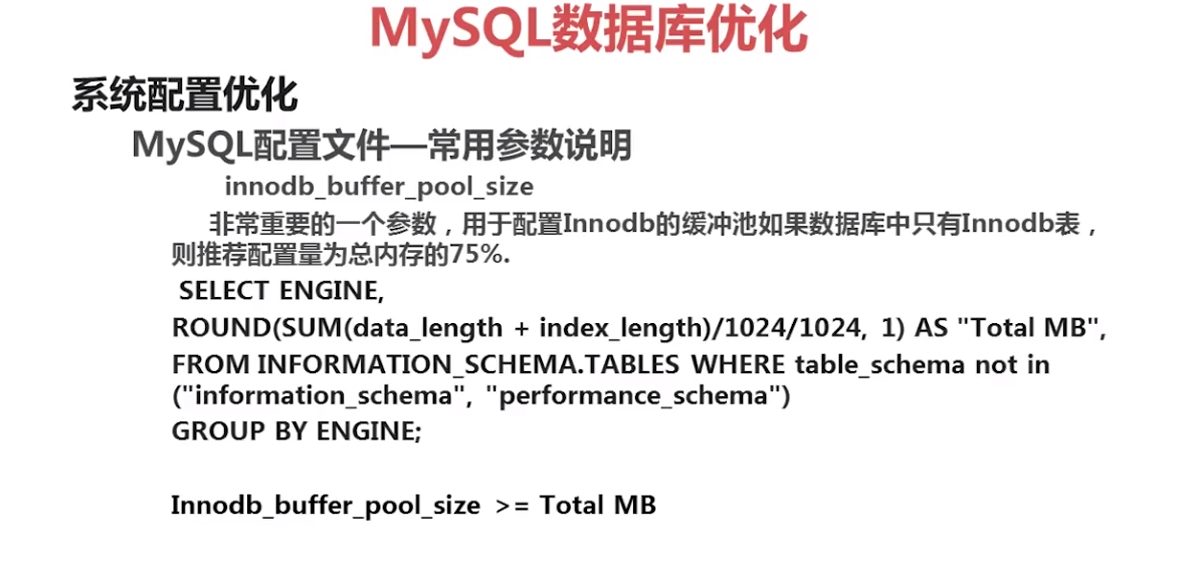 MySQL数据库优化
系统配置优化
MySQL配置文件—常用参数说明
innodb_buffer_pool_size
非常重要的一个参数，用于配置Innodb的缓冲池如果数据库中只有Innodb表，
则推荐配置量为总内存的75%.
SELECT ENGINE,
ROUND(SUM(data_length + index_length)/1024/1024, 1) AS "Total MB",
FROM INFORMATION_SCHEMA.TABLES WHERE table_schema not in
("information_schema", "performance_schema")
GROUP BY ENGINE;
Innodb_buffer_pool_size >= Total MB